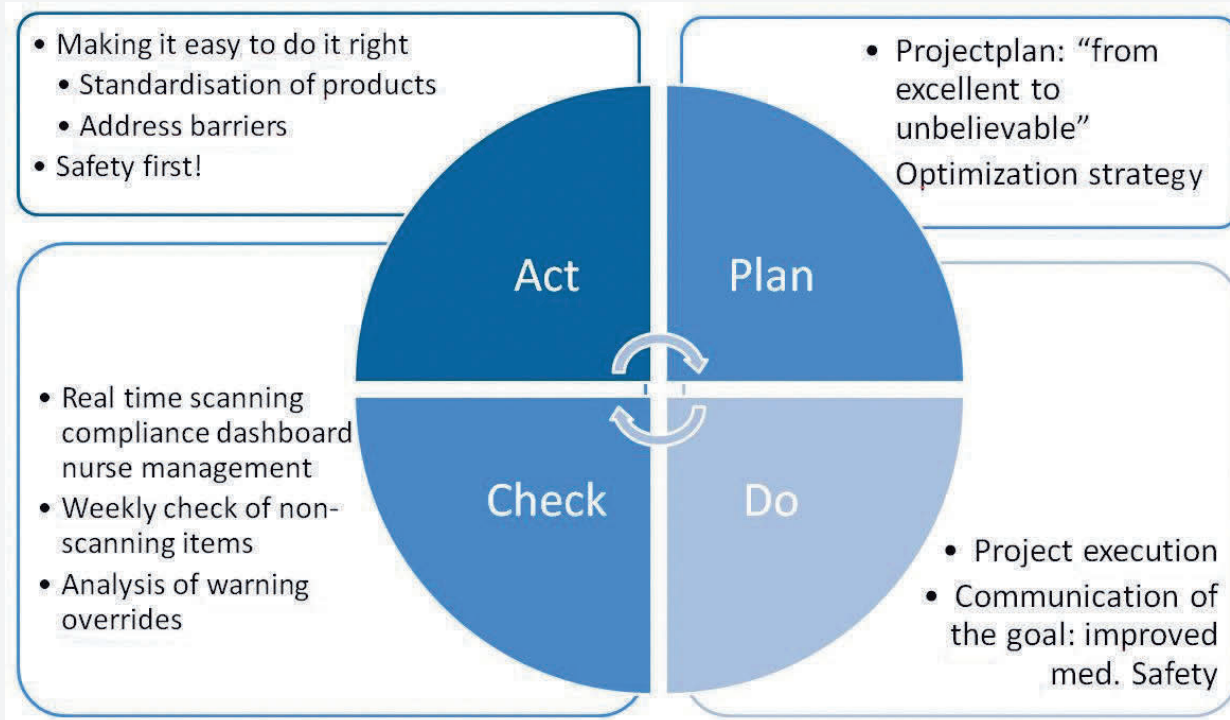 • Making it easy to do it right
• Standardisation of products
• Address barriers
• Safety first!
• Projectplan: “from
excellent to
unbelievable”
Optimization strategy
Act
Plan
Check
Do
• Real time scanning
compliance dashboard
nurse management
• Weekly check of non-
scanning items
• Analysis of warning
overrides
• Project execution
• Communication of
the goal: improved
med. Safety